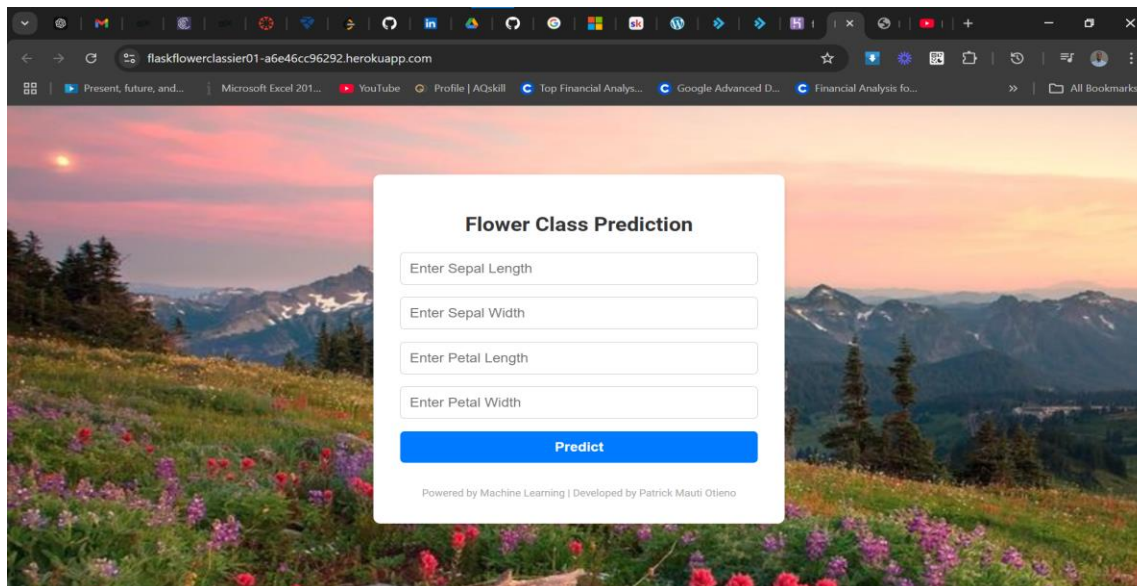 flaskflowerclassier01-a6e46cc96292.herokuapp.com
Present, future, and...
Microsoft Excel 201...
YouTube
Profile | AQskill
Top Financial Analys...
Google Advanced D...
Financial Analysis fo...
All Bookmarks
Flower Class Prediction
Enter Sepal Length
Enter Sepal Width
Enter Petal Length
Enter Petal Width
Predict
Powered by Machine Learning | Developed by Patrick Mauti Otieno